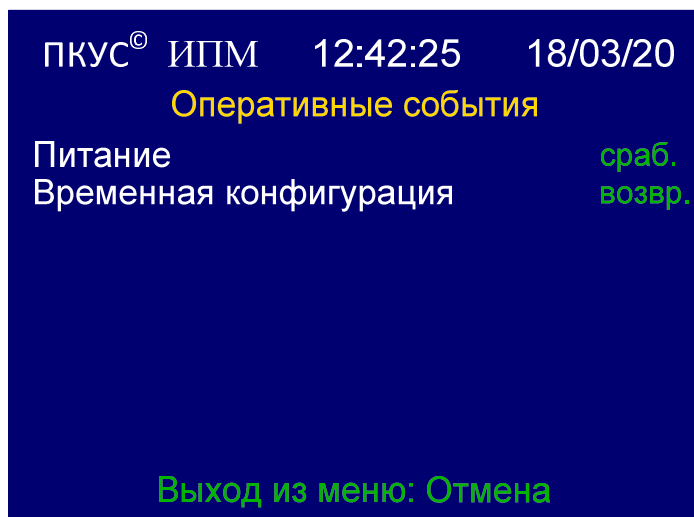 ПКУС© ИПМ 12:42:25 18/03/20
Оперативные события
Питание сраб.
Временная конфигурация возвр.
Выход из меню: Отмена